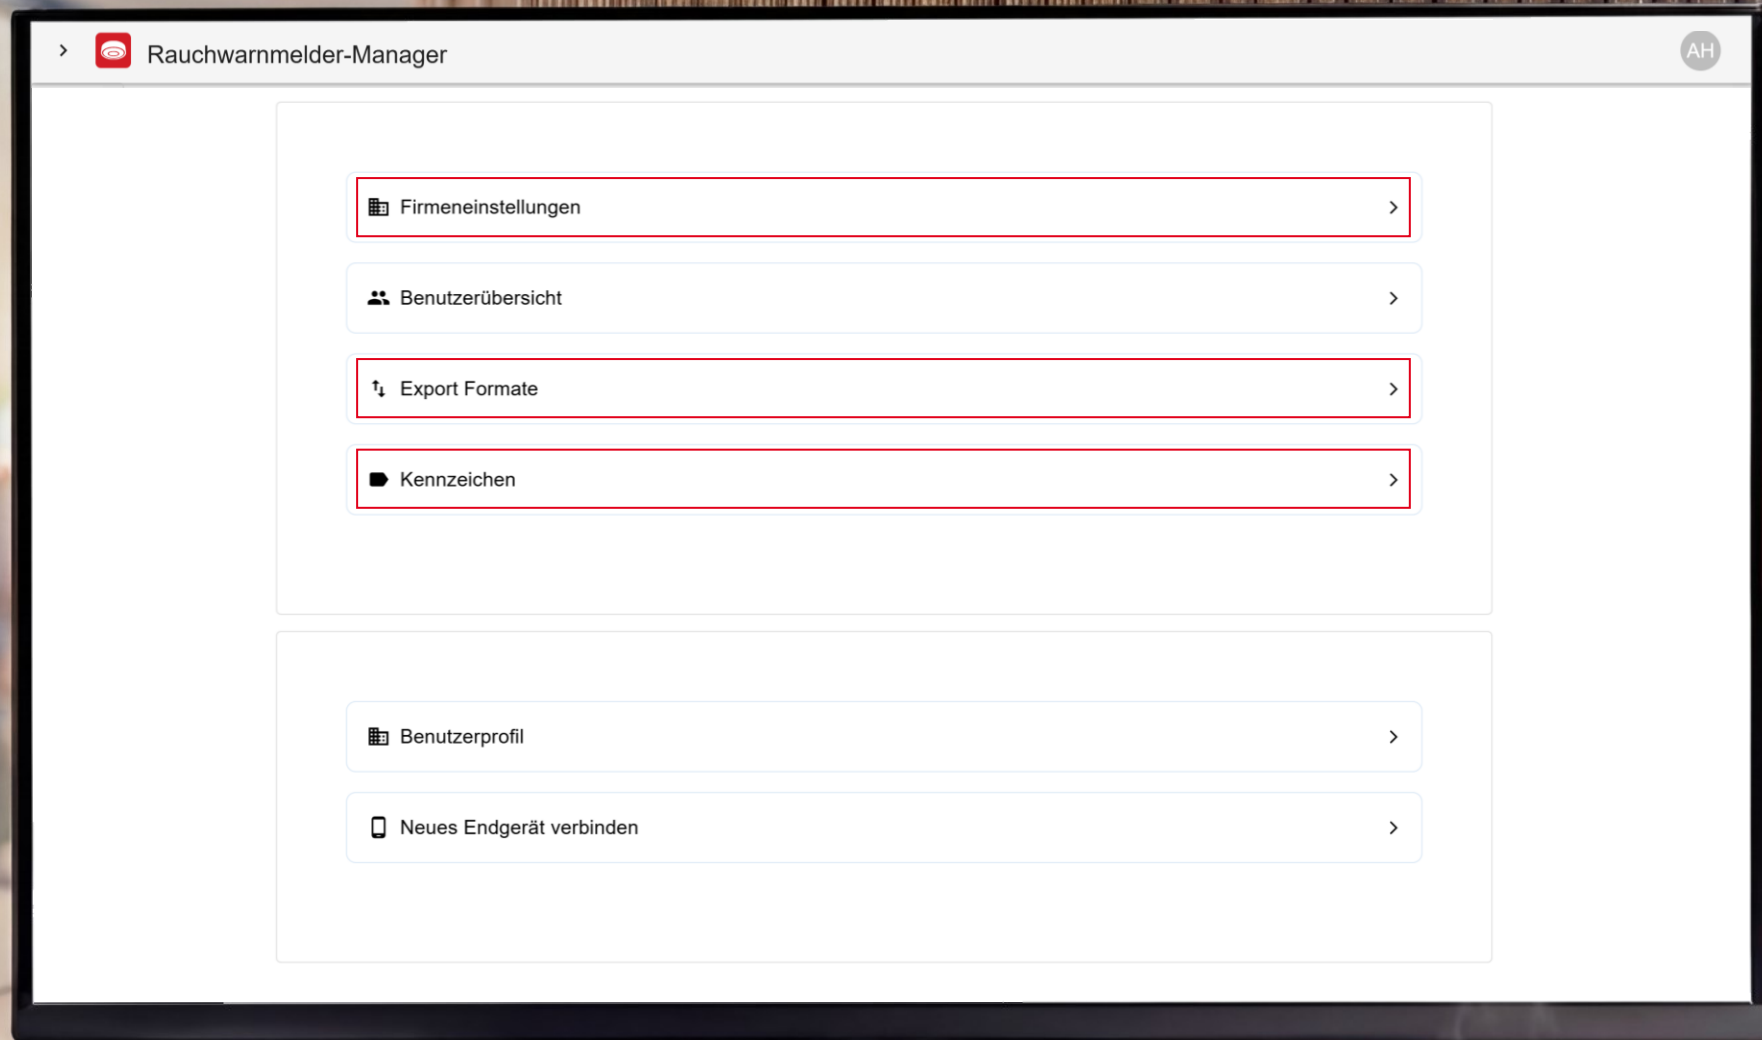 Rauchwarnmelder-Manager
AH
Firmeneinstellungen
Benutzerübersicht
Export Formate
Kennzeichen
Benutzerprofil
Neues Endgerät verbinden